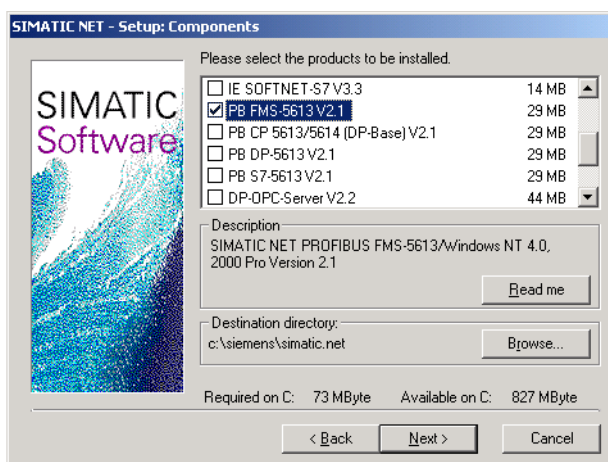 SIMATIC NET - Setup: Components
Please select the products to be installed.
SIMATIC
Software
IE SOFTNET-S7 V3.3 14 MB
PB FMS-5613 V2.1 29 MB
PB CP 5613/5614 (DP-Base) V2.1 29 MB
PB DP-5613 V2.1 29 MB
PB S7-5613 V2.1 29 MB
DP-OPC-Server V2.2 44 MB
Description
SIMATIC NET PROFIBUS FMS-5613/Windows NT 4.0,
2000 Pro Version 2.1
Read me
Destination directory:
c:\siemens\simatic.net
Browse...
Required on C: 73 MByte Available on C: 827 MByte
< Back Next > Cancel